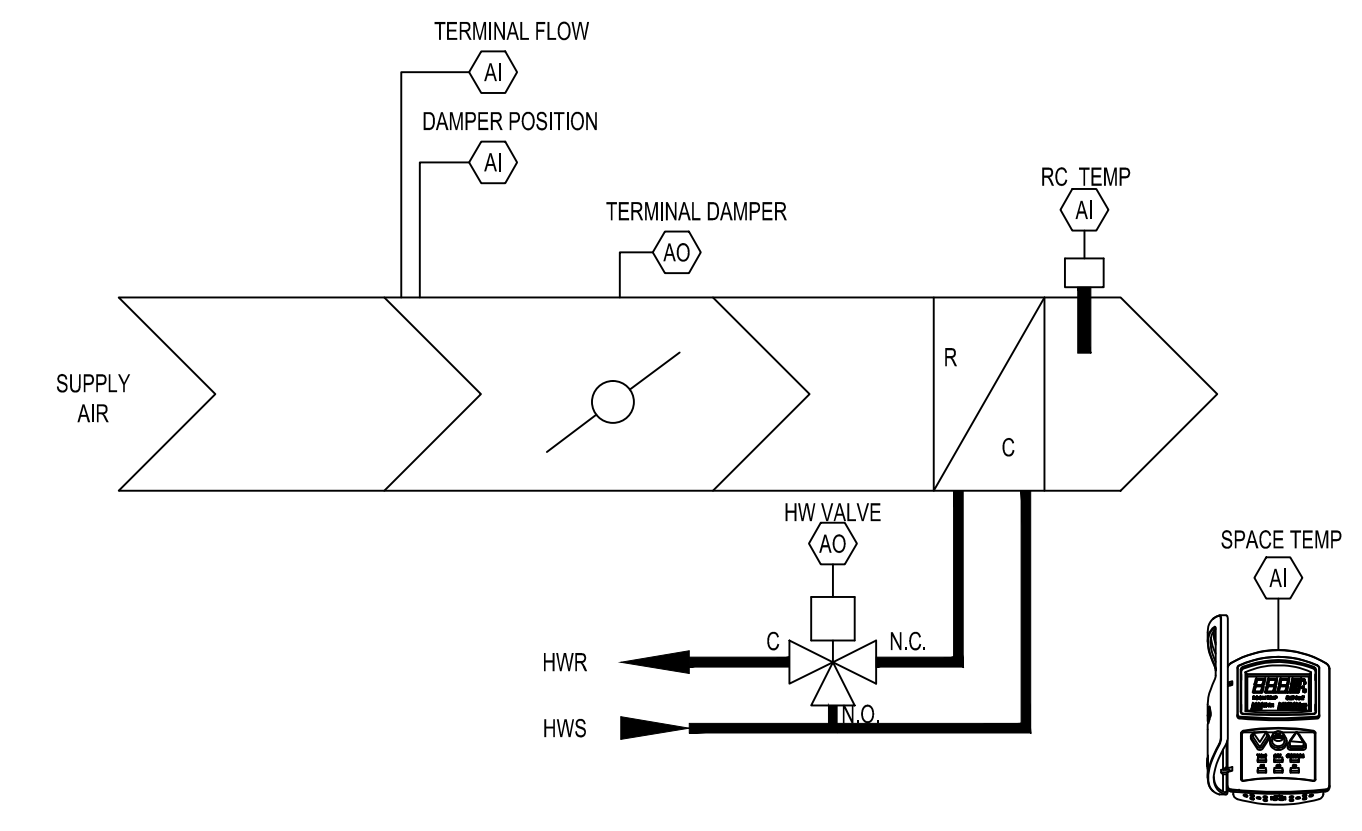 TERMINAL FLOW
AI
DAMPER POSITION
AI
RC TEMP
AI
TERMINAL DAMPER
AO
SUPPLY
AIR
R
C
HW VALVE
AO
SPACE TEMP
AI
C
N.C.
HWR
N.O.
HWS